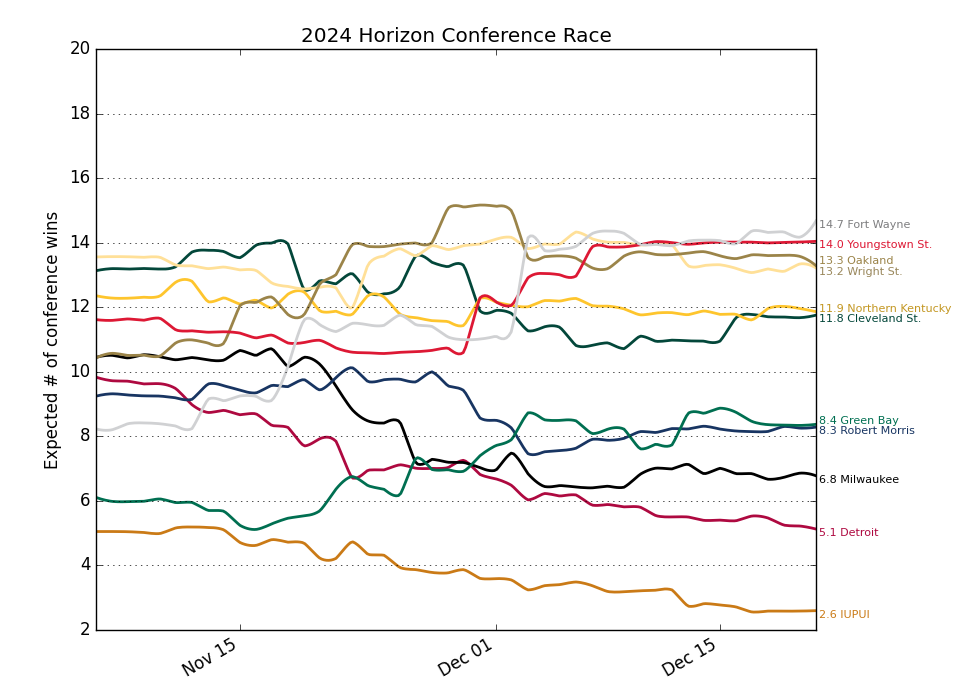 2024 Horizon Conference Race
Expected # of conference wins
20
18
16
14
12
10
8
6
4
2
Nov 15
Dec 01
Dec 15
14.7 Fort Wayne
14.0 Youngstown St.
13.3 Oakland
13.2 Wright St.
11.9 Northern Kentucky
11.8 Cleveland St.
8.4 Green Bay
8.3 Robert Morris
6.8 Milwaukee
5.1 Detroit
2.6 IUPUI